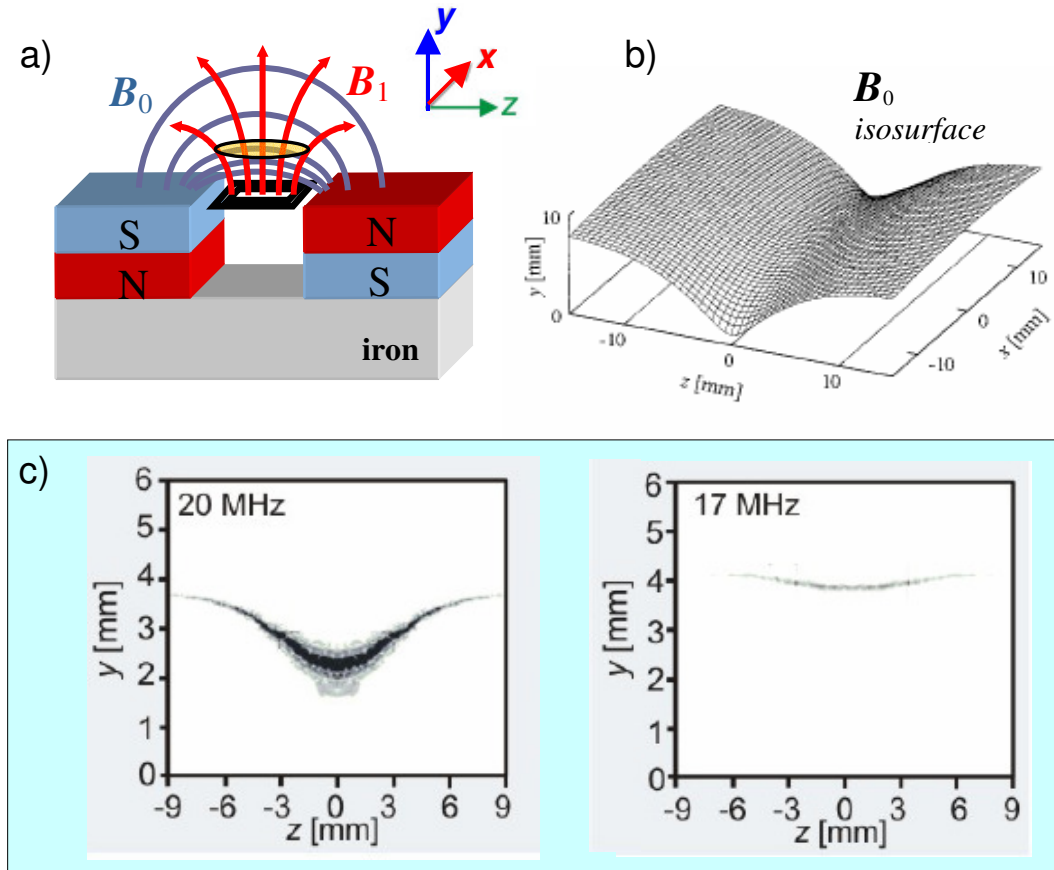 a)
B0
B1
y
x
z
S
N
N
S
iron
b)
B0
isosurface
10
y [mm]
0
-10
0
z [mm]
10
10
0
x [mm]
-10
c)
6
20 MHz
5
4
y [mm]
3
2
1
0
-9 -6 -3 0 3 6 9
z [mm]
6
17 MHz
5
4
y [mm]
3
2
1
0
-9 -6 -3 0 3 6 9
z [mm]